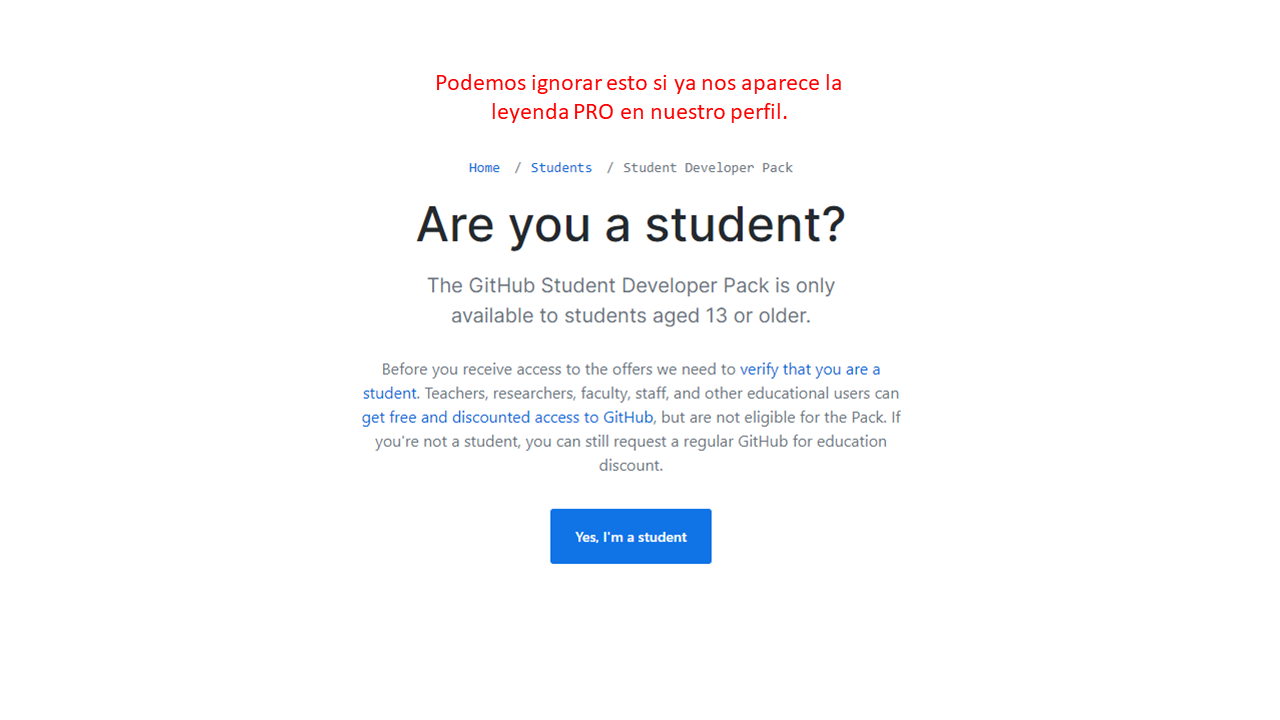 Podemos ignorar esto si ya nos aparece la
leyenda PRO en nuestro perfil.
Home / Students / Student Developer Pack
Are you a student?
The GitHub Student Developer Pack is only
available to students aged 13 or older.
Before you receive access to the offers we need to verify that you are a
student. Teachers, researchers, faculty, staff, and other educational users can
get free and discounted access to GitHub, but are not eligible for the Pack. If
you're not a student, you can still request a regular GitHub for education
discount.
Yes, I'm a student